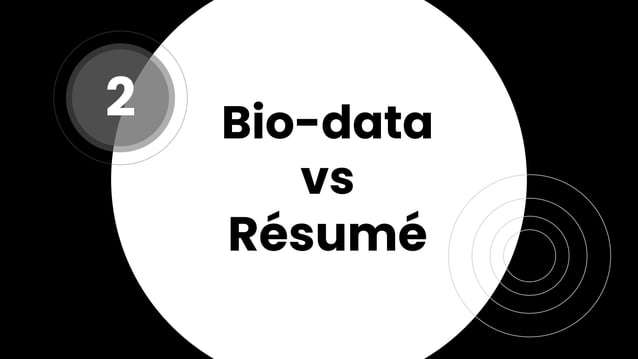 2
Bio-data
vs
Résumé